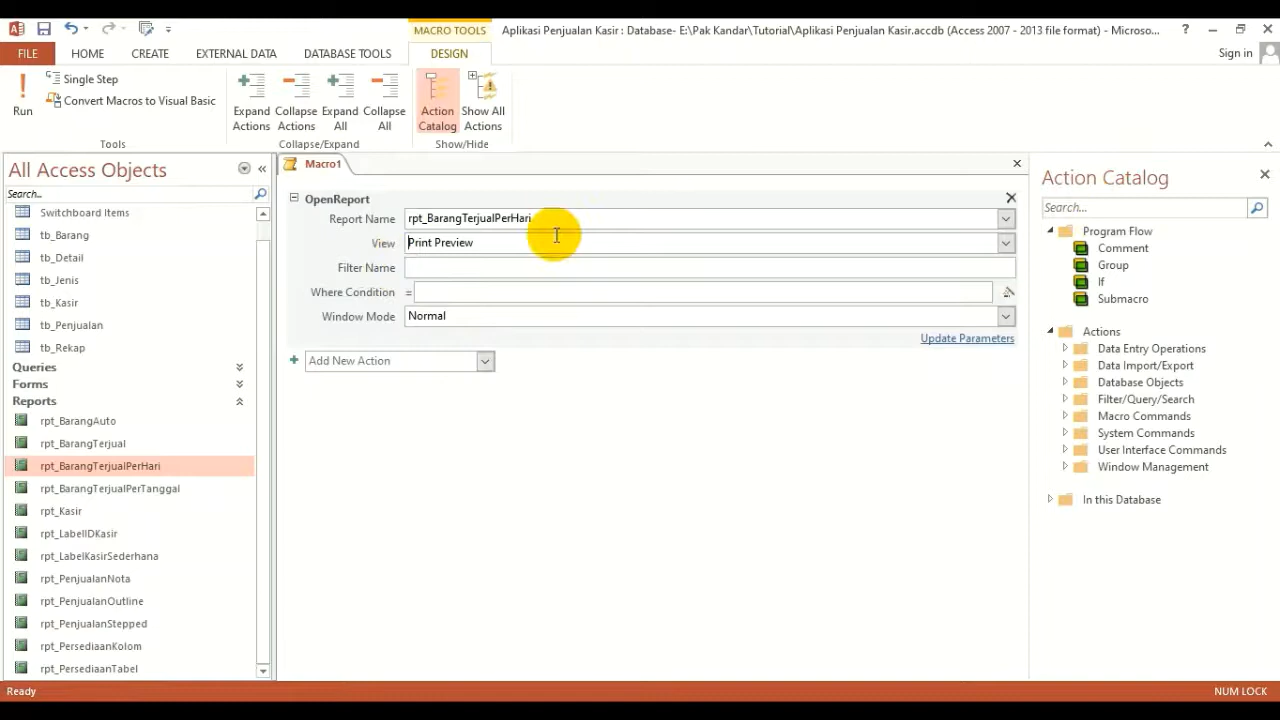 MACRO TOOLS
Aplikasi Penjualan Kasir : Database- E:\Pak Kandar\Tutorial\Aplikasi Penjualan Kasir.accdb (Access 2007 - 2013 file format) - Microso...
FILE HOME CREATE EXTERNAL DATA DATABASE TOOLS DESIGN Sign in
Run
Single Step
Convert Macros to Visual Basic
Expand Actions
Collapse Actions
Expand All
Collapse All
Action Catalog
Show All Actions
Tools Collapse/Expand Show/Hide
All Access Objects
Search...
Switchboard Items
tb_Barang
tb_Detail
tb_Jenis
tb_Kasir
tb_Penjualan
tb_Rekap
Queries
Forms
Reports
rpt_BarangAuto
rpt_BarangTerjual
rpt_BarangTerjualPerHari
rpt_BarangTerjualPerTanggal
rpt_Kasir
rpt_LabelIDKasir
rpt_LabelKasirSederhana
rpt_PenjualanNota
rpt_PenjualanOutline
rpt_PenjualanStepped
rpt_PersediaanKolom
rpt_PersediaanTabel
Macro1
OpenReport
Report Name rpt_BarangTerjualPerHari
View Print Preview
Filter Name
Where Condition =
Window Mode Normal
Update Parameters
Add New Action
Action Catalog
Search...
Program Flow
Comment
Group
If
Submacro
Actions
Data Entry Operations
Data Import/Export
Database Objects
Filter/Query/Search
Macro Commands
System Commands
User Interface Commands
Window Management
In this Database
Ready
NUM LOCK